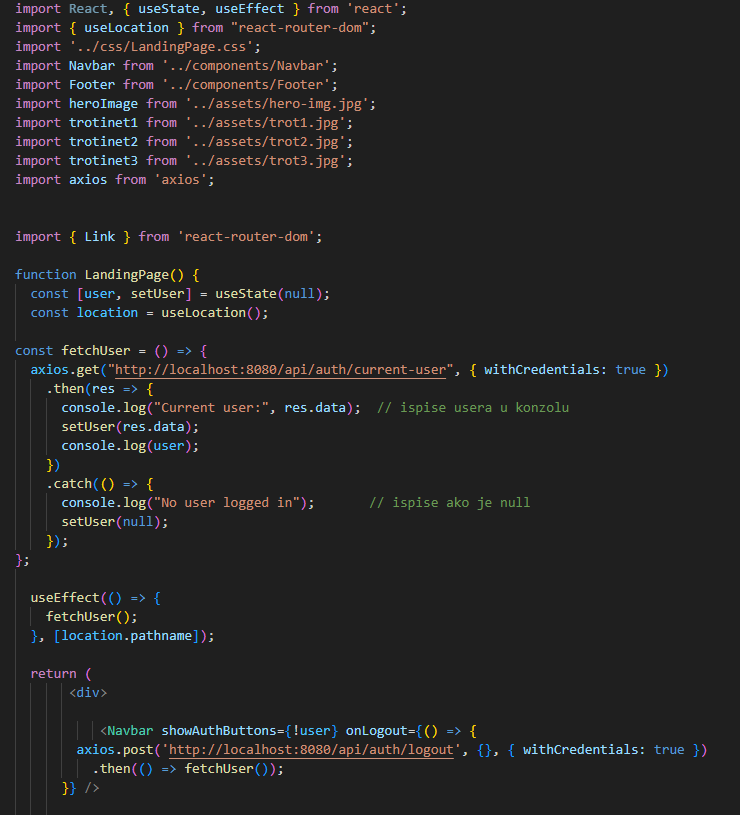 import React, { useState, useEffect } from 'react';
import { useLocation } from "react-router-dom";
import '../css/LandingPage.css';
import Navbar from '../components/Navbar';
import Footer from '../components/Footer';
import heroImage from '../assets/hero-img.jpg';
import trotinet1 from '../assets/trot1.jpg';
import trotinet2 from '../assets/trot2.jpg';
import trotinet3 from '../assets/trot3.jpg';
import axios from 'axios';
import { Link } from 'react-router-dom';
function LandingPage() {
  const [user, setUser] = useState(null);
  const location = useLocation();
const fetchUser = () => {
  axios.get("http://localhost:8080/api/auth/current-user", { withCredentials: true })
    .then(res => {
      console.log("Current user:", res.data);  // ispise usera u konzolu
      setUser(res.data);
      console.log(user);
    })
    .catch(() => {
      console.log("No user logged in");       // ispise ako je null
      setUser(null);
    });
};
  useEffect(() => {
    fetchUser();
  }, [location.pathname]);
  return (
       <div>
           <Navbar showAuthButtons={!user} onLogout={() => {
        axios.post('http://localhost:8080/api/auth/logout', {}, { withCredentials: true })
          .then(() => fetchUser());
      }} />